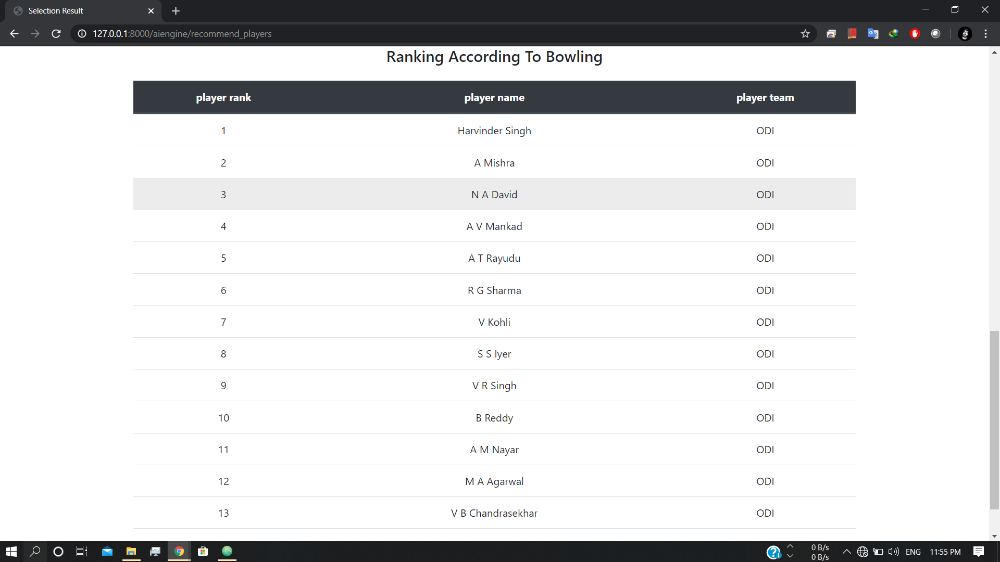 Selection Result
127.0.0.1:8000/aiengine/recommend_players
Ranking According To Bowling
player rank player name player team
1 Harvinder Singh ODI
2 A Mishra ODI
3 N A David ODI
4 A V Mankad ODI
5 A T Rayudu ODI
6 R G Sharma ODI
7 V Kohli ODI
8 S S Iyer ODI
9 V R Singh ODI
10 B Reddy ODI
11 A M Nayar ODI
12 M A Agarwal ODI
13 V B Chandrasekhar ODI
0 B/s
0 B/s
ENG 11:55 PM